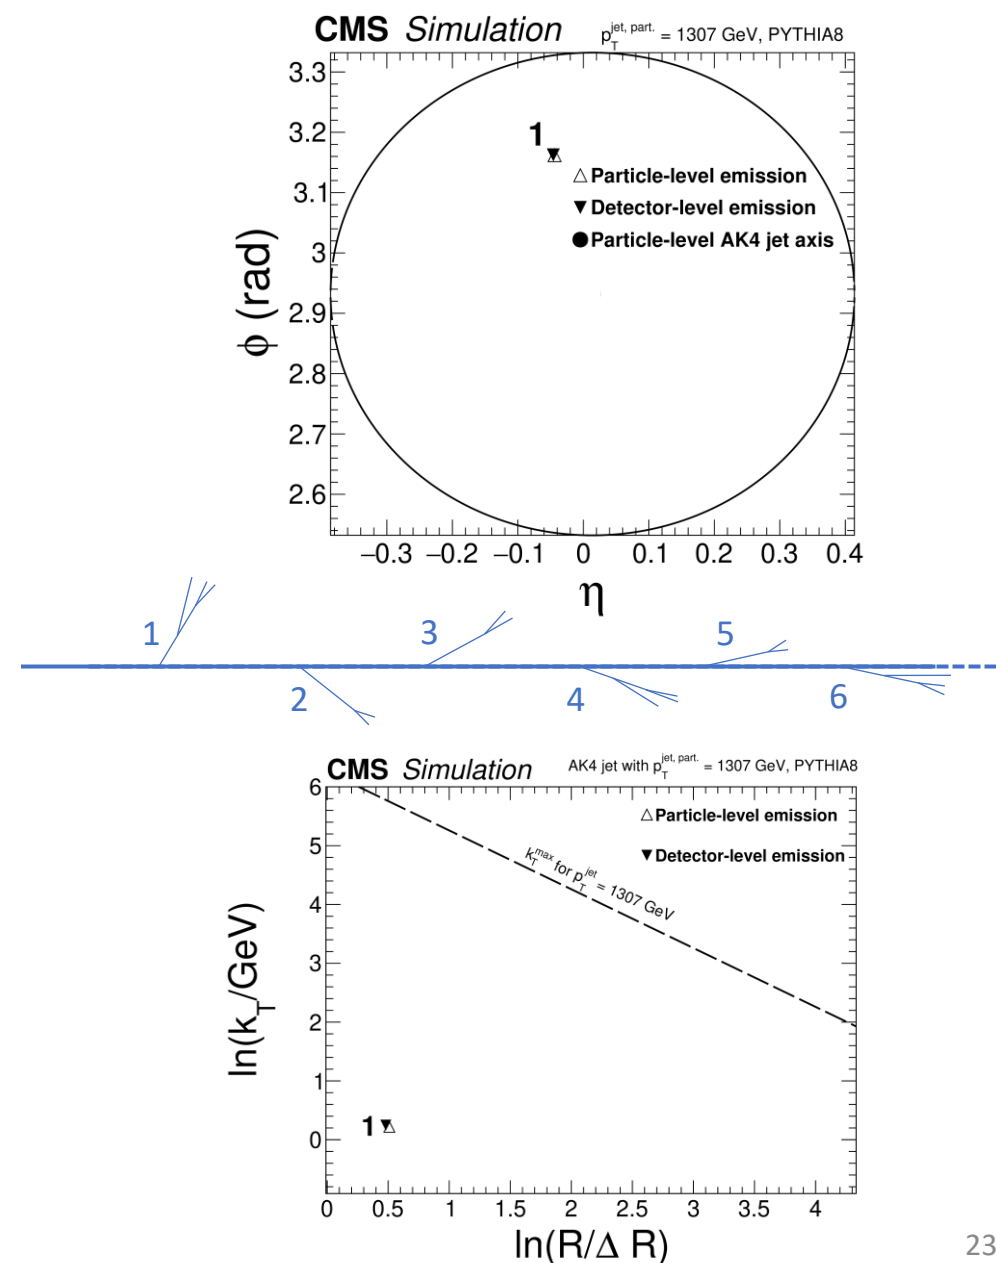 CMS Simulation p_T^{jet, part.} = 1307 GeV, PYTHIA8
3.3
3.2
3.1
3
2.9
2.8
2.7
2.6
ϕ (rad)
1
△ Particle-level emission
▼ Detector-level emission
● Particle-level AK4 jet axis
−0.3 −0.2 −0.1 0 0.1 0.2 0.3 0.4
η
1 3 5
2 4 6
CMS Simulation AK4 jet with p_T^{jet, part.} = 1307 GeV, PYTHIA8
6
5
4
3
2
1
0
ln(k_T/GeV)
△ Particle-level emission
▼ Detector-level emission
k_T^{max} for p_T^{jet} = 1307 GeV
1
0 0.5 1 1.5 2 2.5 3 3.5 4
ln(R/Δ R)
23